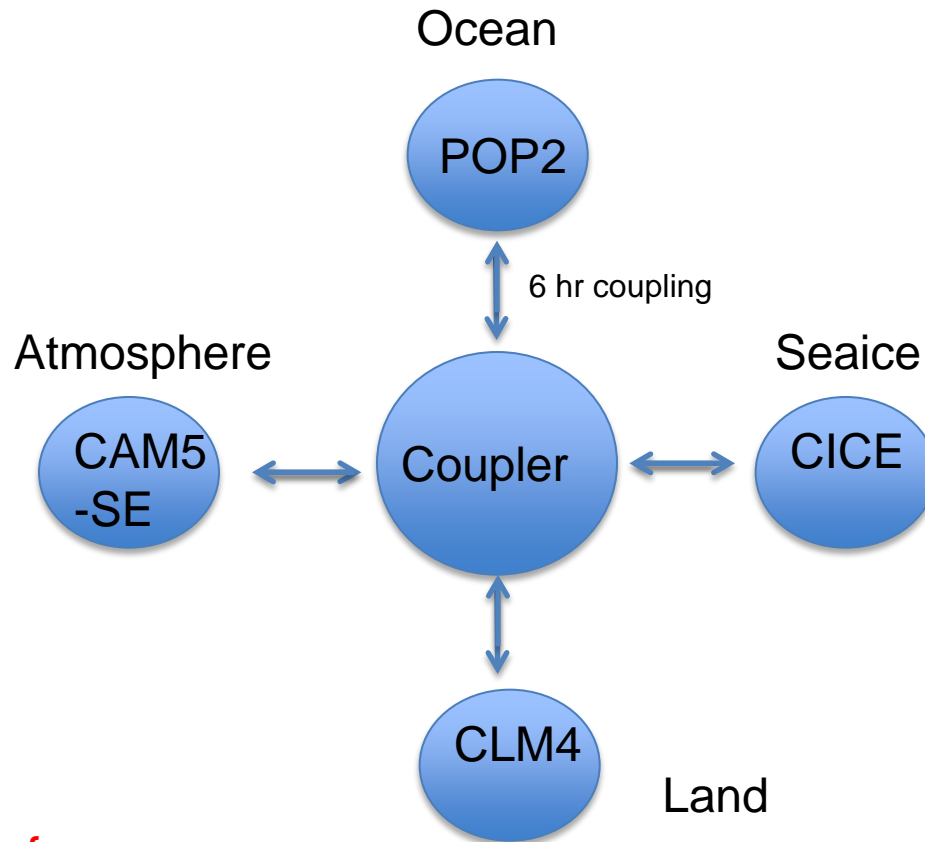 Ocean
POP2
6 hr coupling
Atmosphere
Seaice
CAM5
-SE
Coupler
CICE
CLM4
Land